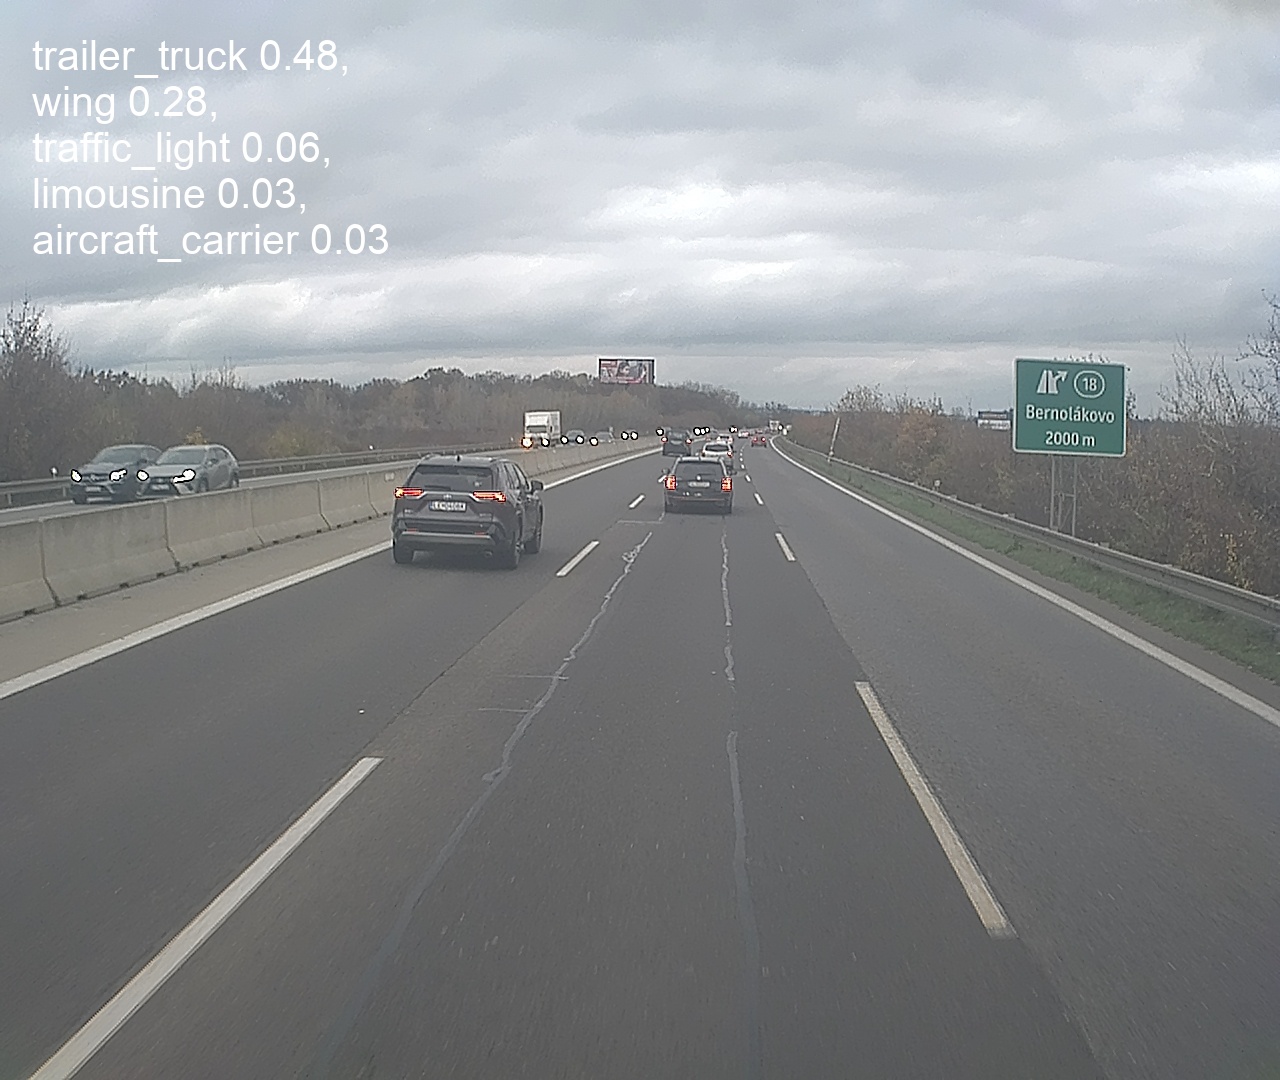 trailer_truck 0.48,
wing 0.28,
traffic_light 0.06,
limousine 0.03,
aircraft_carrier 0.03
18
Bernolákovo
2000 m